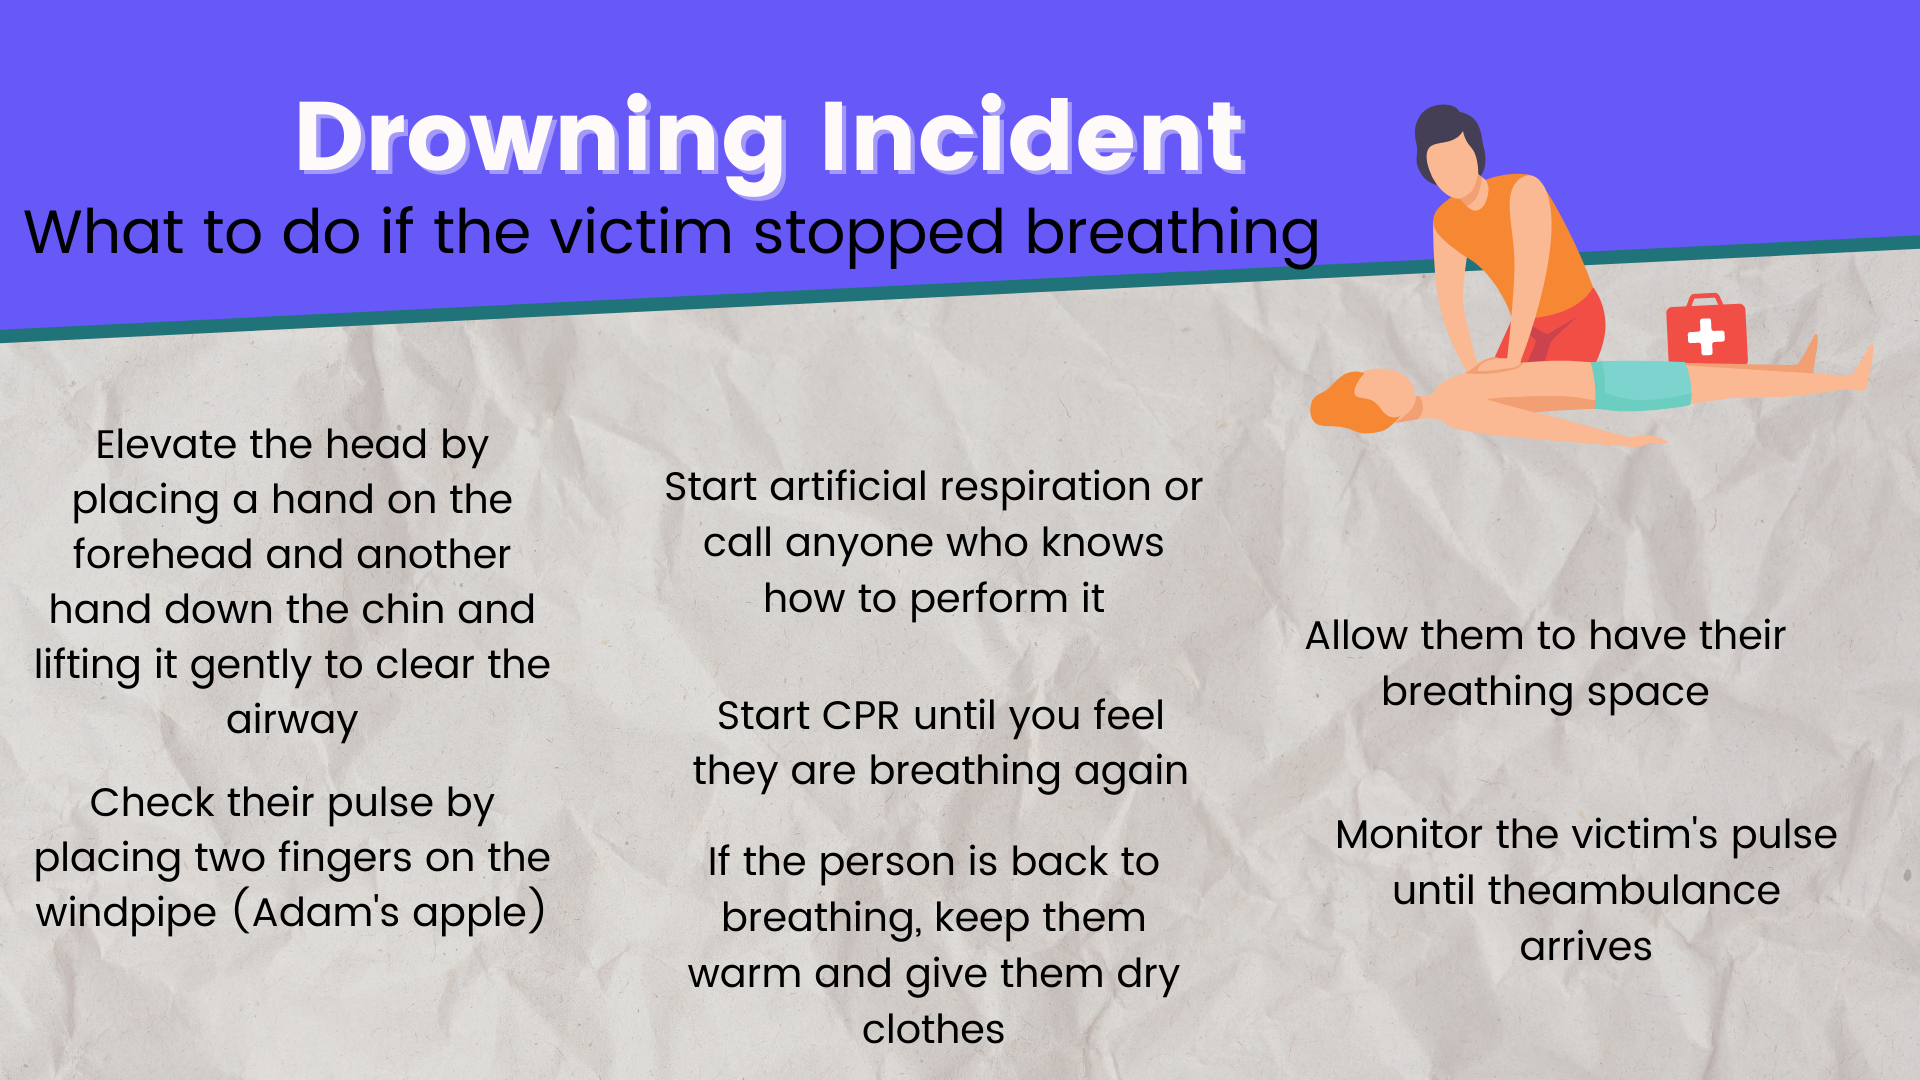 Drowning Incident
What to do if the victim stopped breathing
Elevate the head by
placing a hand on the
forehead and another
hand down the chin and
lifting it gently to clear the
airway
Check their pulse by
placing two fingers on the
windpipe (Adam's apple)
Start artificial respiration or
call anyone who knows
how to perform it
Start CPR until you feel
they are breathing again
If the person is back to
breathing, keep them
warm and give them dry
clothes
Allow them to have their
breathing space
Monitor the victim's pulse
until theambulance
arrives